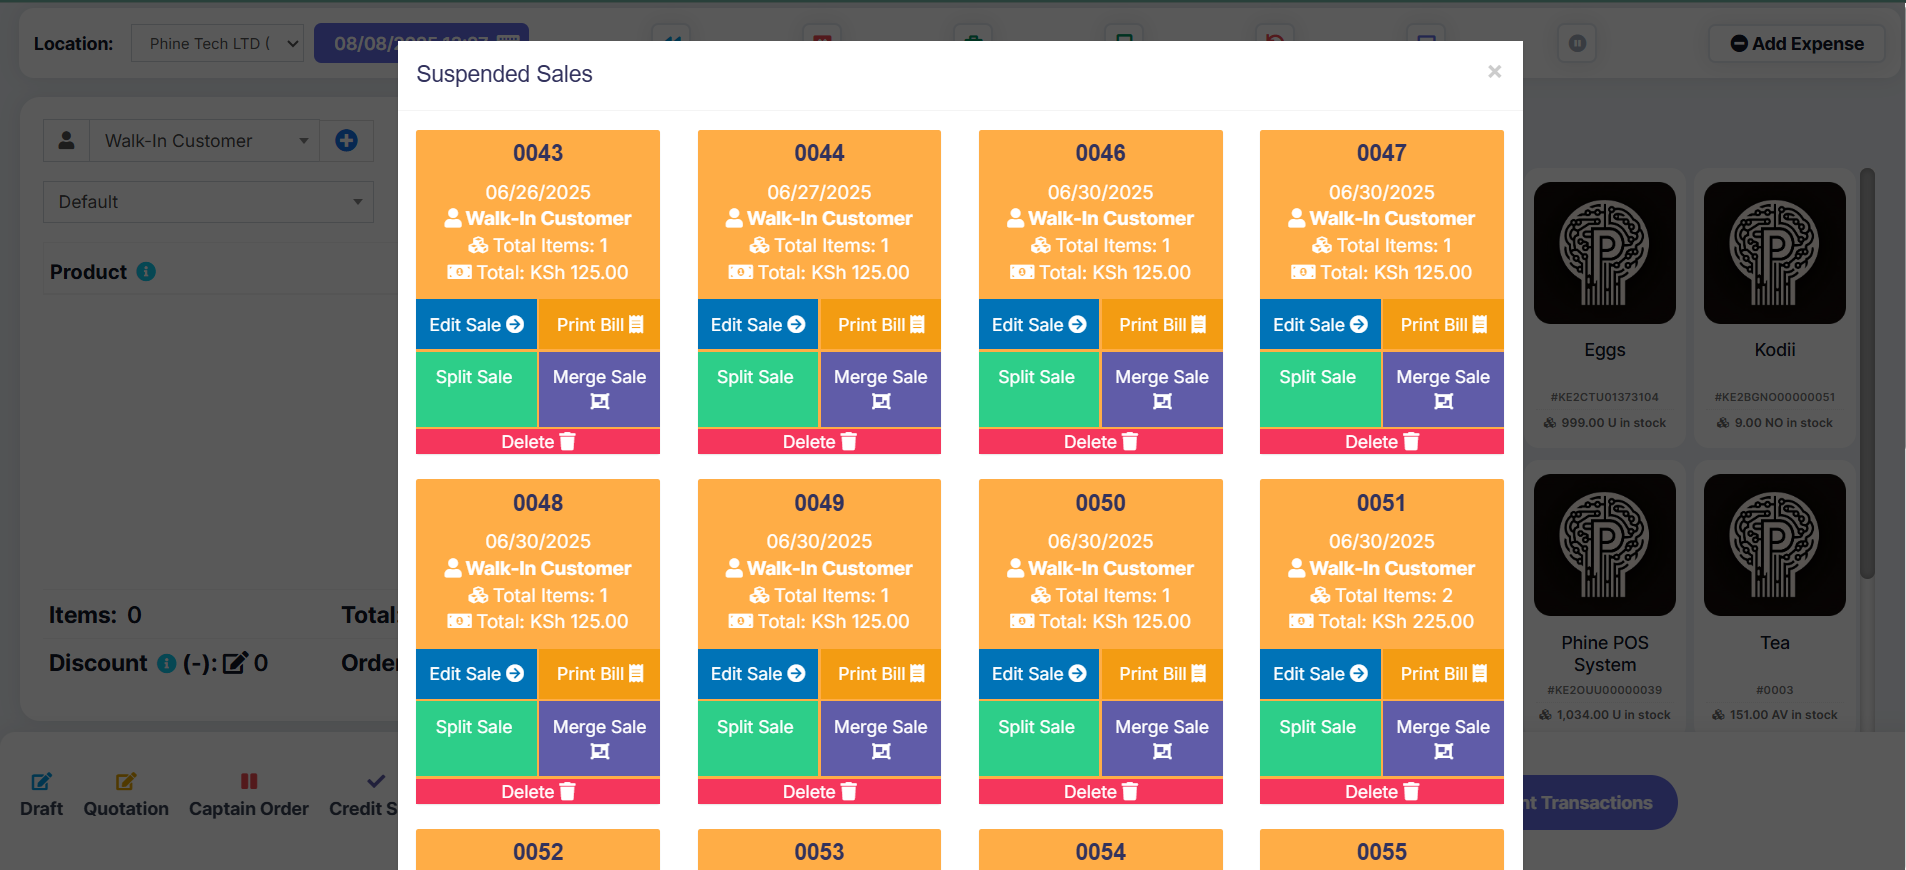 Location:
Phine Tech LTD (
Add Expense
Suspended Sales
×
Walk-In Customer
Default
Product
Items: 0
Total:
Discount (-): 0
Draft
Quotation
Captain Order
Credit S
0043
06/26/2025
Walk-In Customer
Total Items: 1
Total: KSh 125.00
Edit Sale
Print Bill
Split Sale
Merge Sale
Delete
0044
06/27/2025
Walk-In Customer
Total Items: 1
Total: KSh 125.00
Edit Sale
Print Bill
Split Sale
Merge Sale
Delete
0046
06/30/2025
Walk-In Customer
Total Items: 1
Total: KSh 125.00
Edit Sale
Print Bill
Split Sale
Merge Sale
Delete
0047
06/30/2025
Walk-In Customer
Total Items: 1
Total: KSh 125.00
Edit Sale
Print Bill
Split Sale
Merge Sale
Delete
0048
06/30/2025
Walk-In Customer
Total Items: 1
Total: KSh 125.00
Edit Sale
Print Bill
Split Sale
Merge Sale
Delete
0049
06/30/2025
Walk-In Customer
Total Items: 1
Total: KSh 125.00
Edit Sale
Print Bill
Split Sale
Merge Sale
Delete
0050
06/30/2025
Walk-In Customer
Total Items: 1
Total: KSh 125.00
Edit Sale
Print Bill
Split Sale
Merge Sale
Delete
0051
06/30/2025
Walk-In Customer
Total Items: 2
Total: KSh 225.00
Edit Sale
Print Bill
Split Sale
Merge Sale
Delete
0052
0053
0054
0055
Eggs
#KE2CTU01373104
999.00 U in stock
Kodii
#KE2BGNO00000051
9.00 NO in stock
Phine POS
System
#KE2OUU00000039
1,034.00 U in stock
Tea
#0003
151.00 AV in stock
nt Transactions